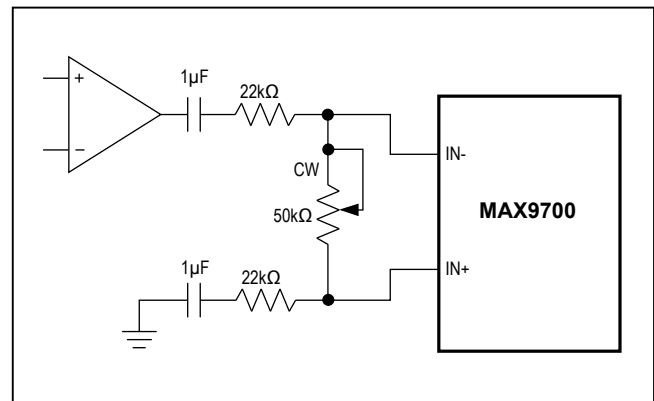 +
−
1µF
22kΩ
CW
50kΩ
1µF
22kΩ
IN-
MAX9700
IN+